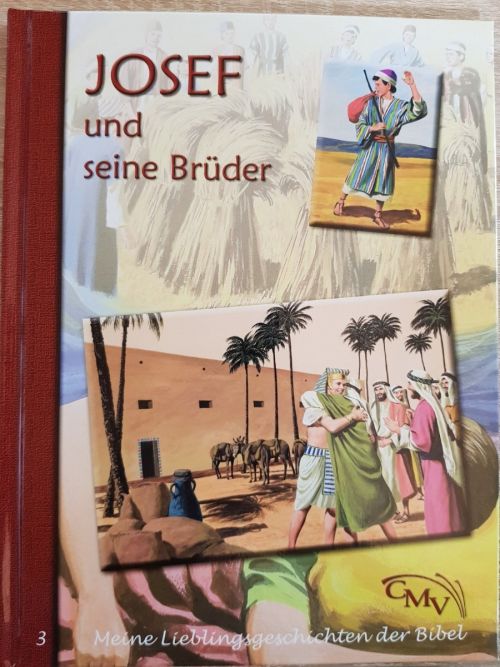 JOSEF
und
seine Brüder
CMV
3 Meine Lieblingsgeschichten der Bibel